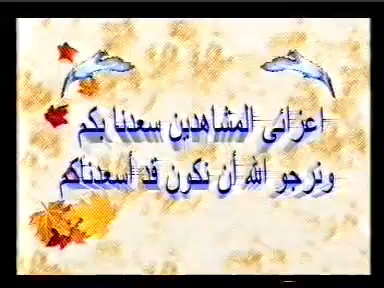 اعزائى المشاهدين سعدنا بكم
ونرجو الله أن نكون قد أسعدناكم